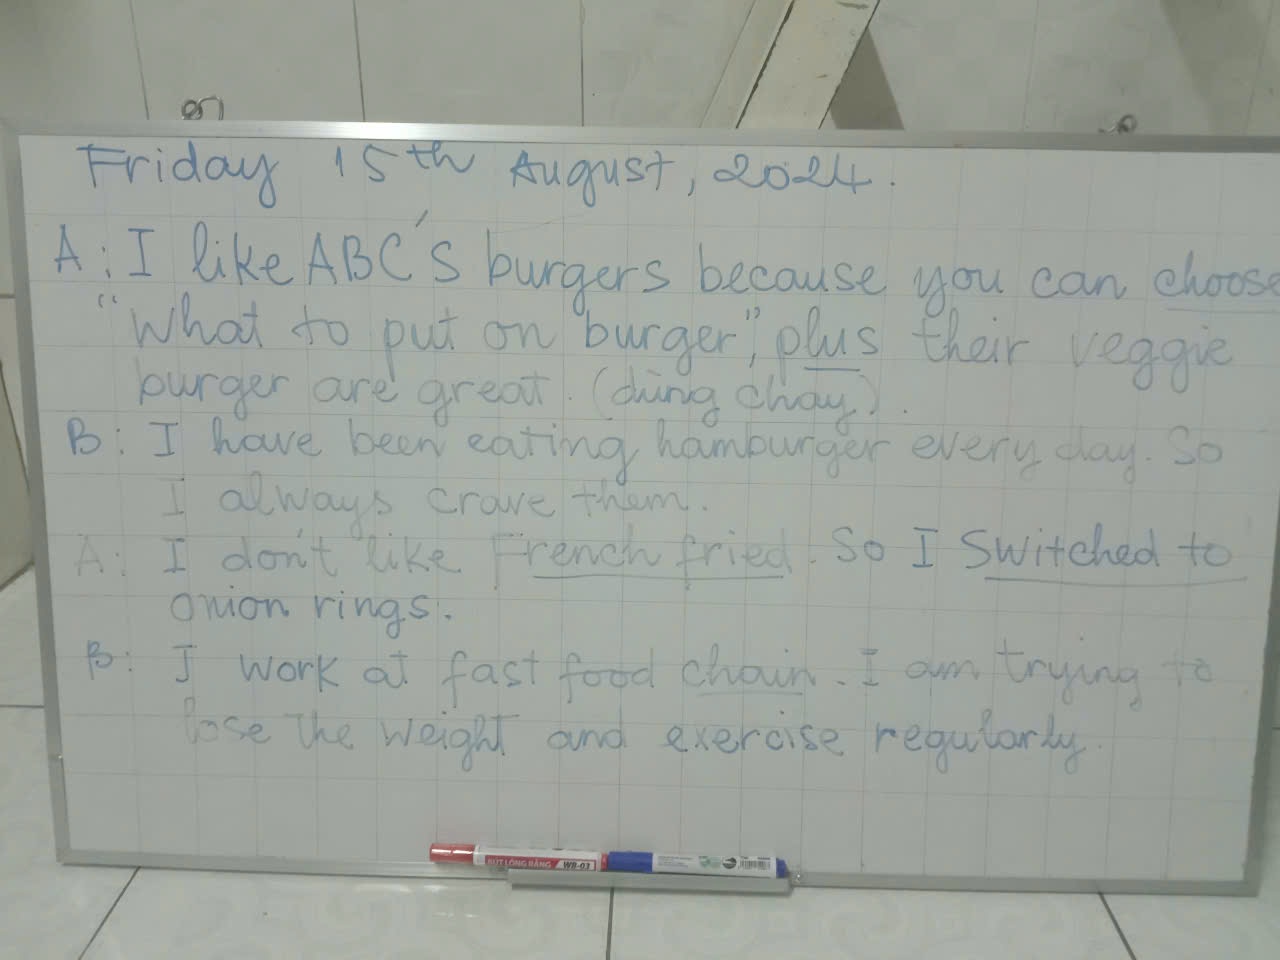 Friday 15th August, 2024.
A: I like ABC's burgers because you can choose
"What to put on burger", plus their veggie
burger are great. (dùng chay).
B: I have been eating hamburger every day. So
I always crave them.
A: I don't like French fried. So I Switched to
onion rings.
B: I work at fast food chain. I am trying to
lose the weight and exercise regularly.
BÚT LÔNG BẢNG WB-03